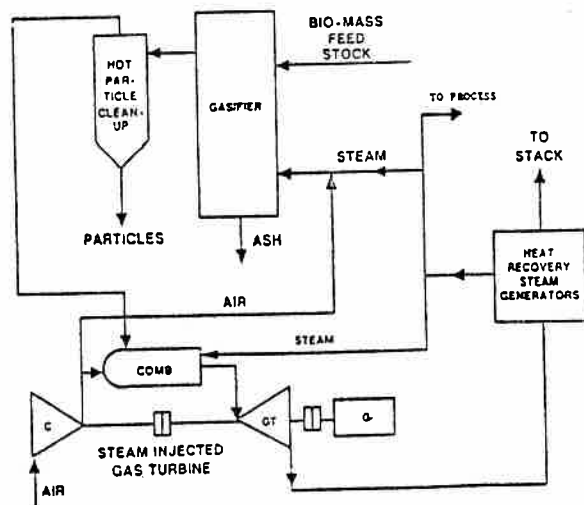 BIO-MASS
FEED
STOCK
HOT
PAR-
TICLE
CLEAN-
UP
GASIFIER
TO PROCESS
STEAM
TO
STACK
PARTICLES
ASH
HEAT
RECOVERY
STEAM
GENERATORS
AIR
STEAM
COMB
C
GT
G
STEAM INJECTED
GAS TURBINE
AIR